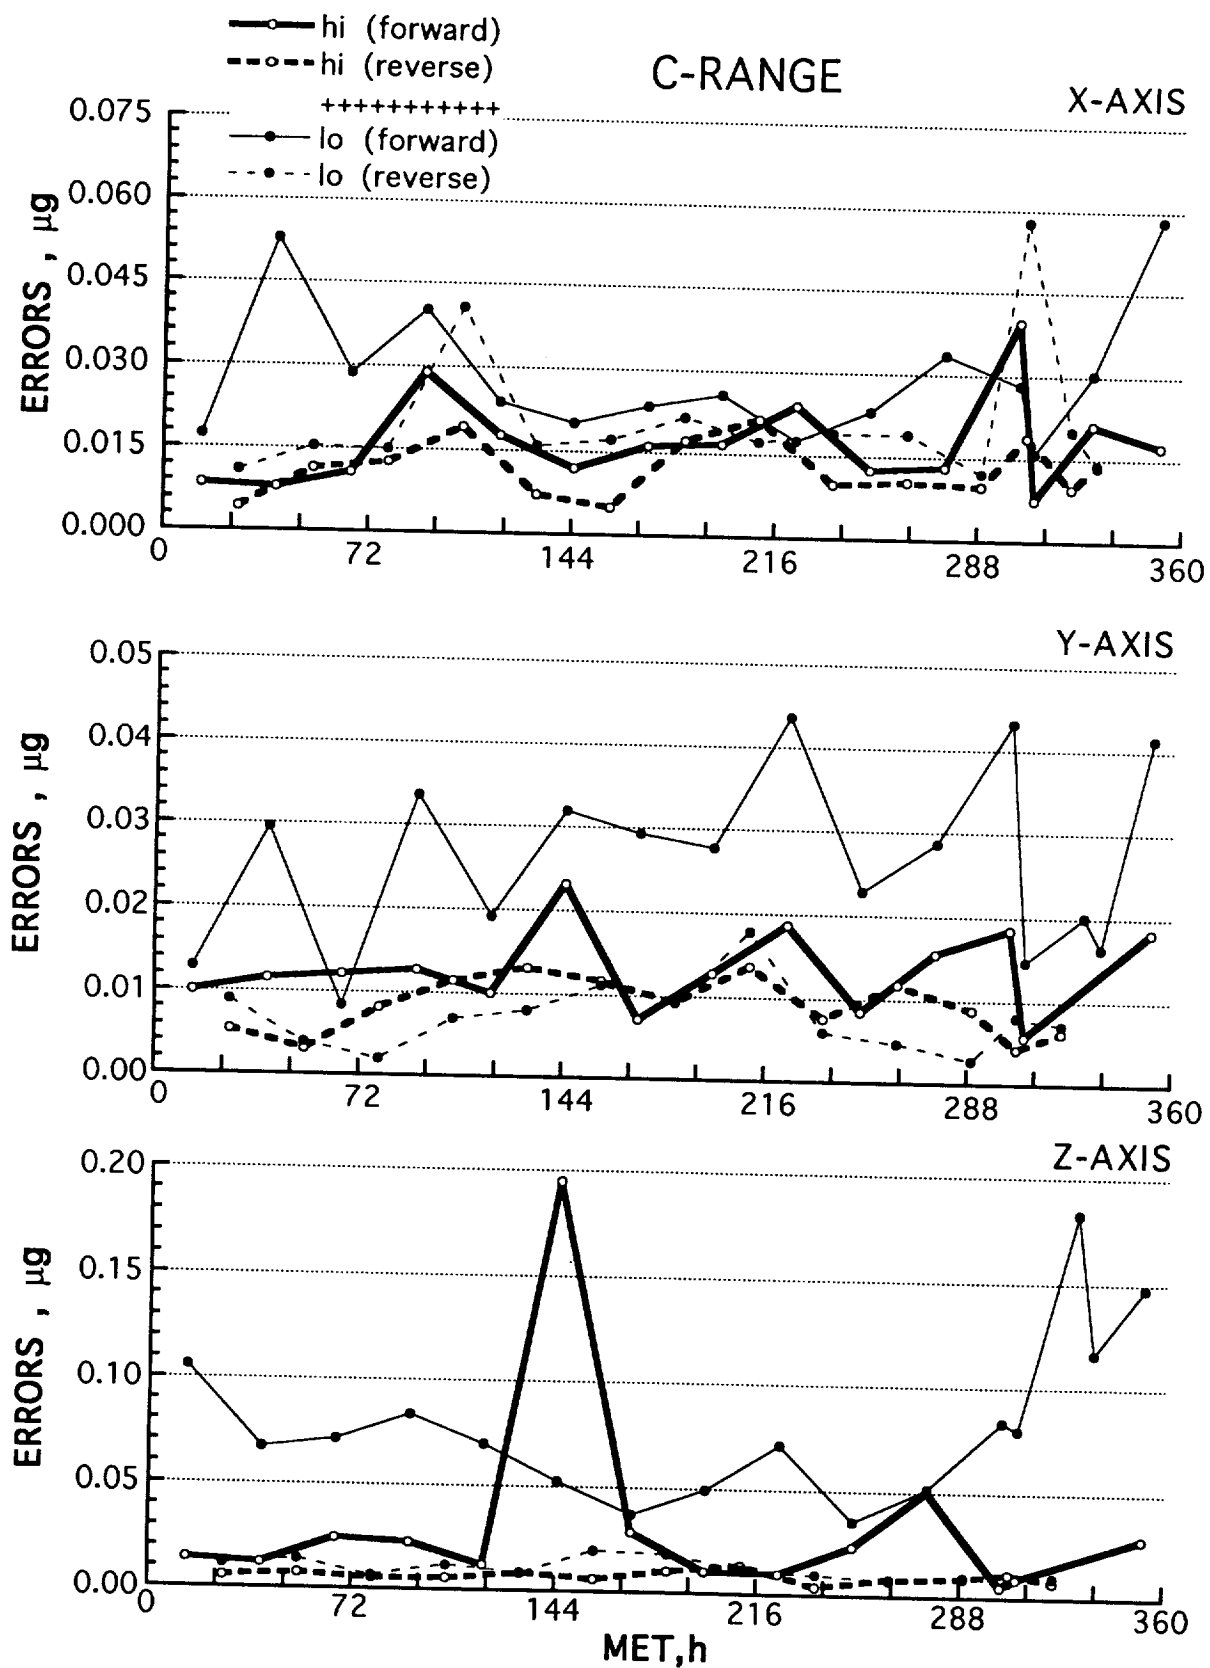 hi (forward)
hi (reverse)
+++++++++++
lo (forward)
lo (reverse)
C-RANGE
X-AXIS
ERRORS , µg
0.075
0.060
0.045
0.030
0.015
0.000
0 72 144 216 288 360
Y-AXIS
ERRORS , µg
0.05
0.04
0.03
0.02
0.01
0.00
0 72 144 216 288 360
Z-AXIS
ERRORS , µg
0.20
0.15
0.10
0.05
0.00
0 72 144 216 288 360
MET,h